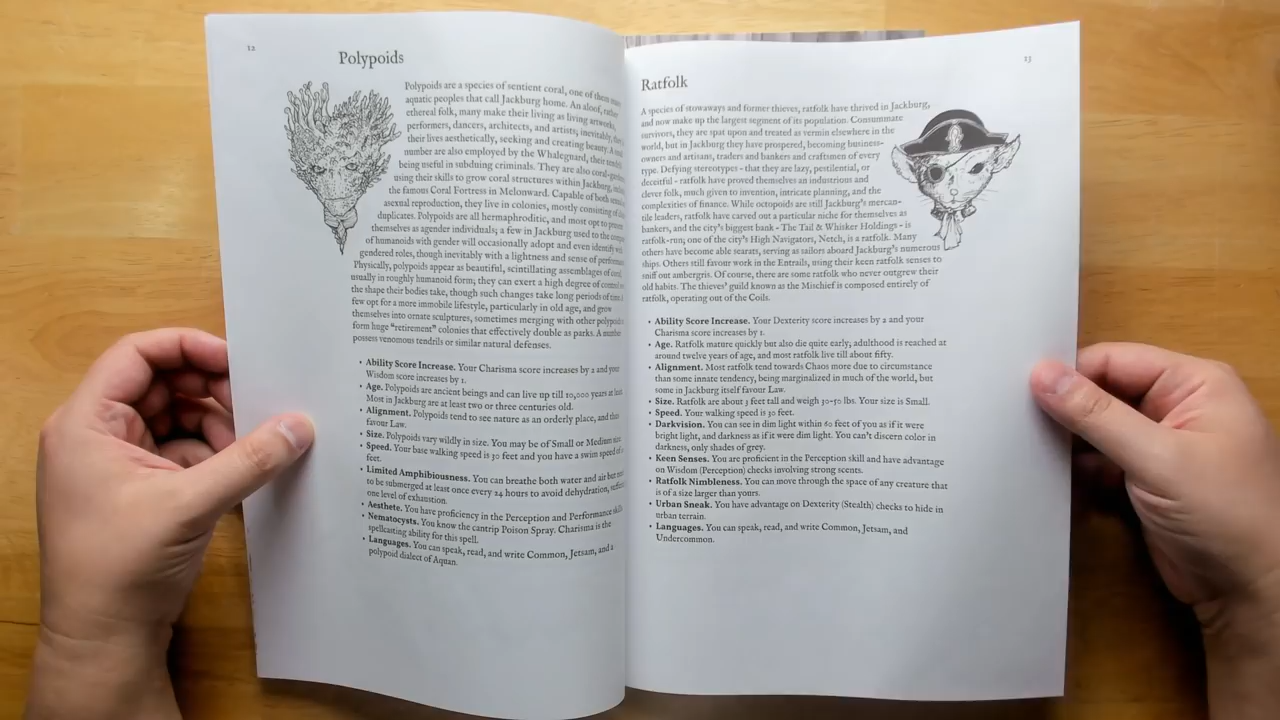 12
Polypoids
Polypoids are a species of sentient coral, one of them many
aquatic peoples that call Jackburg home. An aloof, rather
ethereal folk, many make their living as living artworks,
performers, dancers, architects, and artists; inevitably, they
their lives aesthetically, seeking and creating beauty. A
number are also employed by the Whaleguard, their
being useful in subduing criminals. They are also coral-
using their skills to grow coral structures within Jackburg,
the famous Coral Fortress in Melonward. Capable of both
asexual reproduction, they live in colonies, mostly consisting of
duplicates. Polypoids are all hermaphroditic, and most opt to
themselves as agender individuals; a few in Jackburg used to the
of humanoids with gender will occasionally adopt and even identify
gendered roles, though inevitably with a lightness and sense of performance.
Physically, polypoids appear as beautiful, scintillating assemblages of coral,
usually in roughly humanoid form; they can exert a high degree of control
the shape their bodies take, though such changes take long periods of time. A
few opt for a more immobile lifestyle, particularly in old age, and grow
themselves into ornate sculptures, sometimes merging with other polypoids
form huge "retirement" colonies that effectively double as parks. A number
possess venomous tendrils or similar natural defenses.
• Ability Score Increase. Your Charisma score increases by 2 and your
Wisdom score increases by 1.
• Age. Polypoids are ancient beings and can live up till 10,000 years at least.
Most in Jackburg are at least two or three centuries old.
• Alignment. Polypoids tend to see nature as an orderly place, and thus
favour Law.
• Size. Polypoids vary wildly in size. You may be of Small or Medium size.
• Speed. Your base walking speed is 30 feet and you have a swim speed of
feet.
• Limited Amphibiousness. You can breathe both water and air but
to be submerged at least once every 24 hours to avoid dehydration,
one level of exhaustion.
• Aesthete. You have proficiency in the Perception and Performance skills.
• Nematocysts. You know the cantrip Poison Spray. Charisma is the
spellcasting ability for this spell.
• Languages. You can speak, read, and write Common, Jetsam, and a
polypoid dialect of Aquan.
13
Ratfolk
A species of stowaways and former thieves, ratfolk have thrived in Jackburg,
and now make up the largest segment of its population. Consummate
survivors, they are spat upon and treated as vermin elsewhere in the
world, but in Jackburg they have prospered, becoming business-
owners and artisans, traders and bankers and craftsmen of every
type. Defying stereotypes - that they are lazy, pestilential, or
deceitful - ratfolk have proved themselves an industrious and
clever folk, much given to invention, intricate planning, and the
complexities of finance. While octopoids are still Jackburg's mercan-
tile leaders, ratfolk have carved out a particular niche for themselves as
bankers, and the city's biggest bank - The Tail & Whisker Holdings - is
ratfolk-run; one of the city's High Navigators, Netch, is a ratfolk. Many
others have become able searats, serving as sailors aboard Jackburg's numerous
ships. Others still favour work in the Entrails, using their keen ratfolk senses to
sniff out ambergris. Of course, there are some ratfolk who never outgrew their
old habits. The thieves' guild known as the Mischief is composed entirely of
ratfolk, operating out of the Coils.
• Ability Score Increase. Your Dexterity score increases by 2 and your
Charisma score increases by 1.
• Age. Ratfolk mature quickly but also die quite early; adulthood is reached at
around twelve years of age, and most ratfolk live till about fifty.
• Alignment. Most ratfolk tend towards Chaos more due to circumstance
than some innate tendency, being marginalized in much of the world, but
some in Jackburg itself favour Law.
• Size. Ratfolk are about 3 feet tall and weigh 30-50 lbs. Your size is Small.
• Speed. Your walking speed is 30 feet.
• Darkvision. You can see in dim light within 60 feet of you as if it were
bright light, and darkness as if it were dim light. You can't discern color in
darkness, only shades of grey.
• Keen Senses. You are proficient in the Perception skill and have advantage
on Wisdom (Perception) checks involving strong scents.
• Ratfolk Nimbleness. You can move through the space of any creature that
is of a size larger than yours.
• Urban Sneak. You have advantage on Dexterity (Stealth) checks to hide in
urban terrain.
• Languages. You can speak, read, and write Common, Jetsam, and
Undercommon.